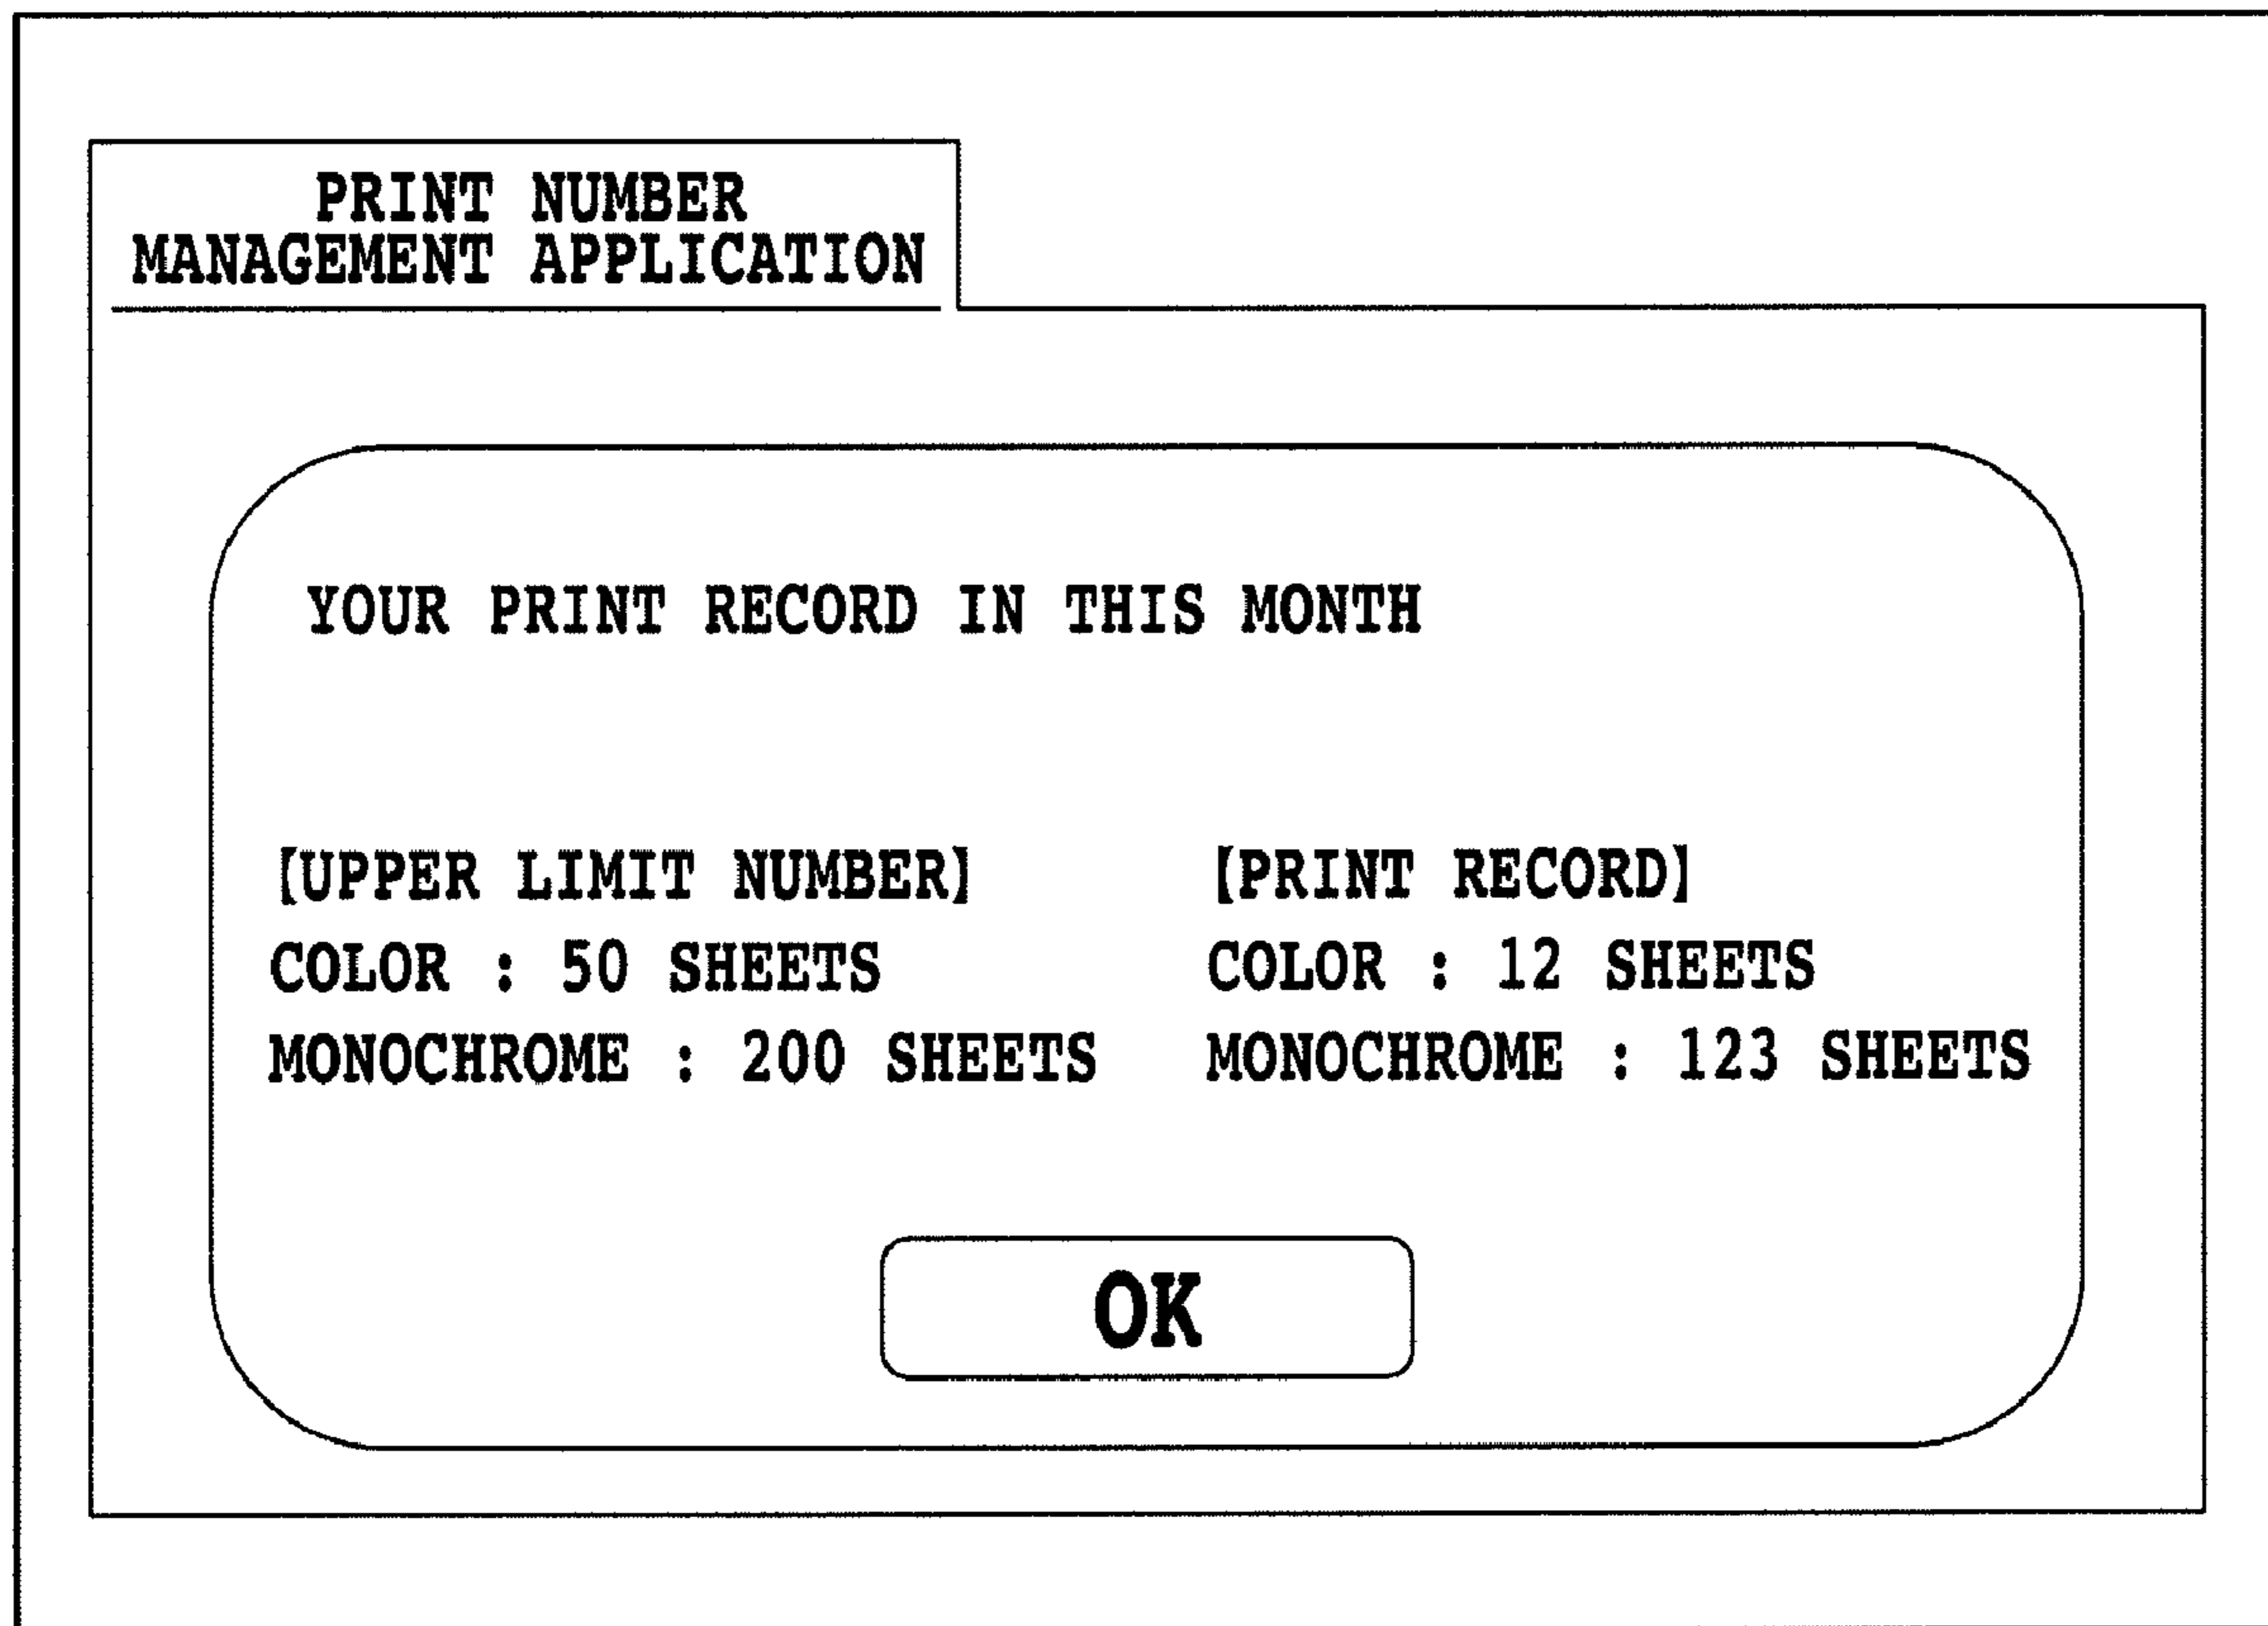 PRINT NUMBER
MANAGEMENT APPLICATION
YOUR PRINT RECORD IN THIS MONTH
[UPPER LIMIT NUMBER] [PRINT RECORD]
COLOR : 50 SHEETS COLOR : 12 SHEETS
MONOCHROME : 200 SHEETS MONOCHROME : 123 SHEETS
OK